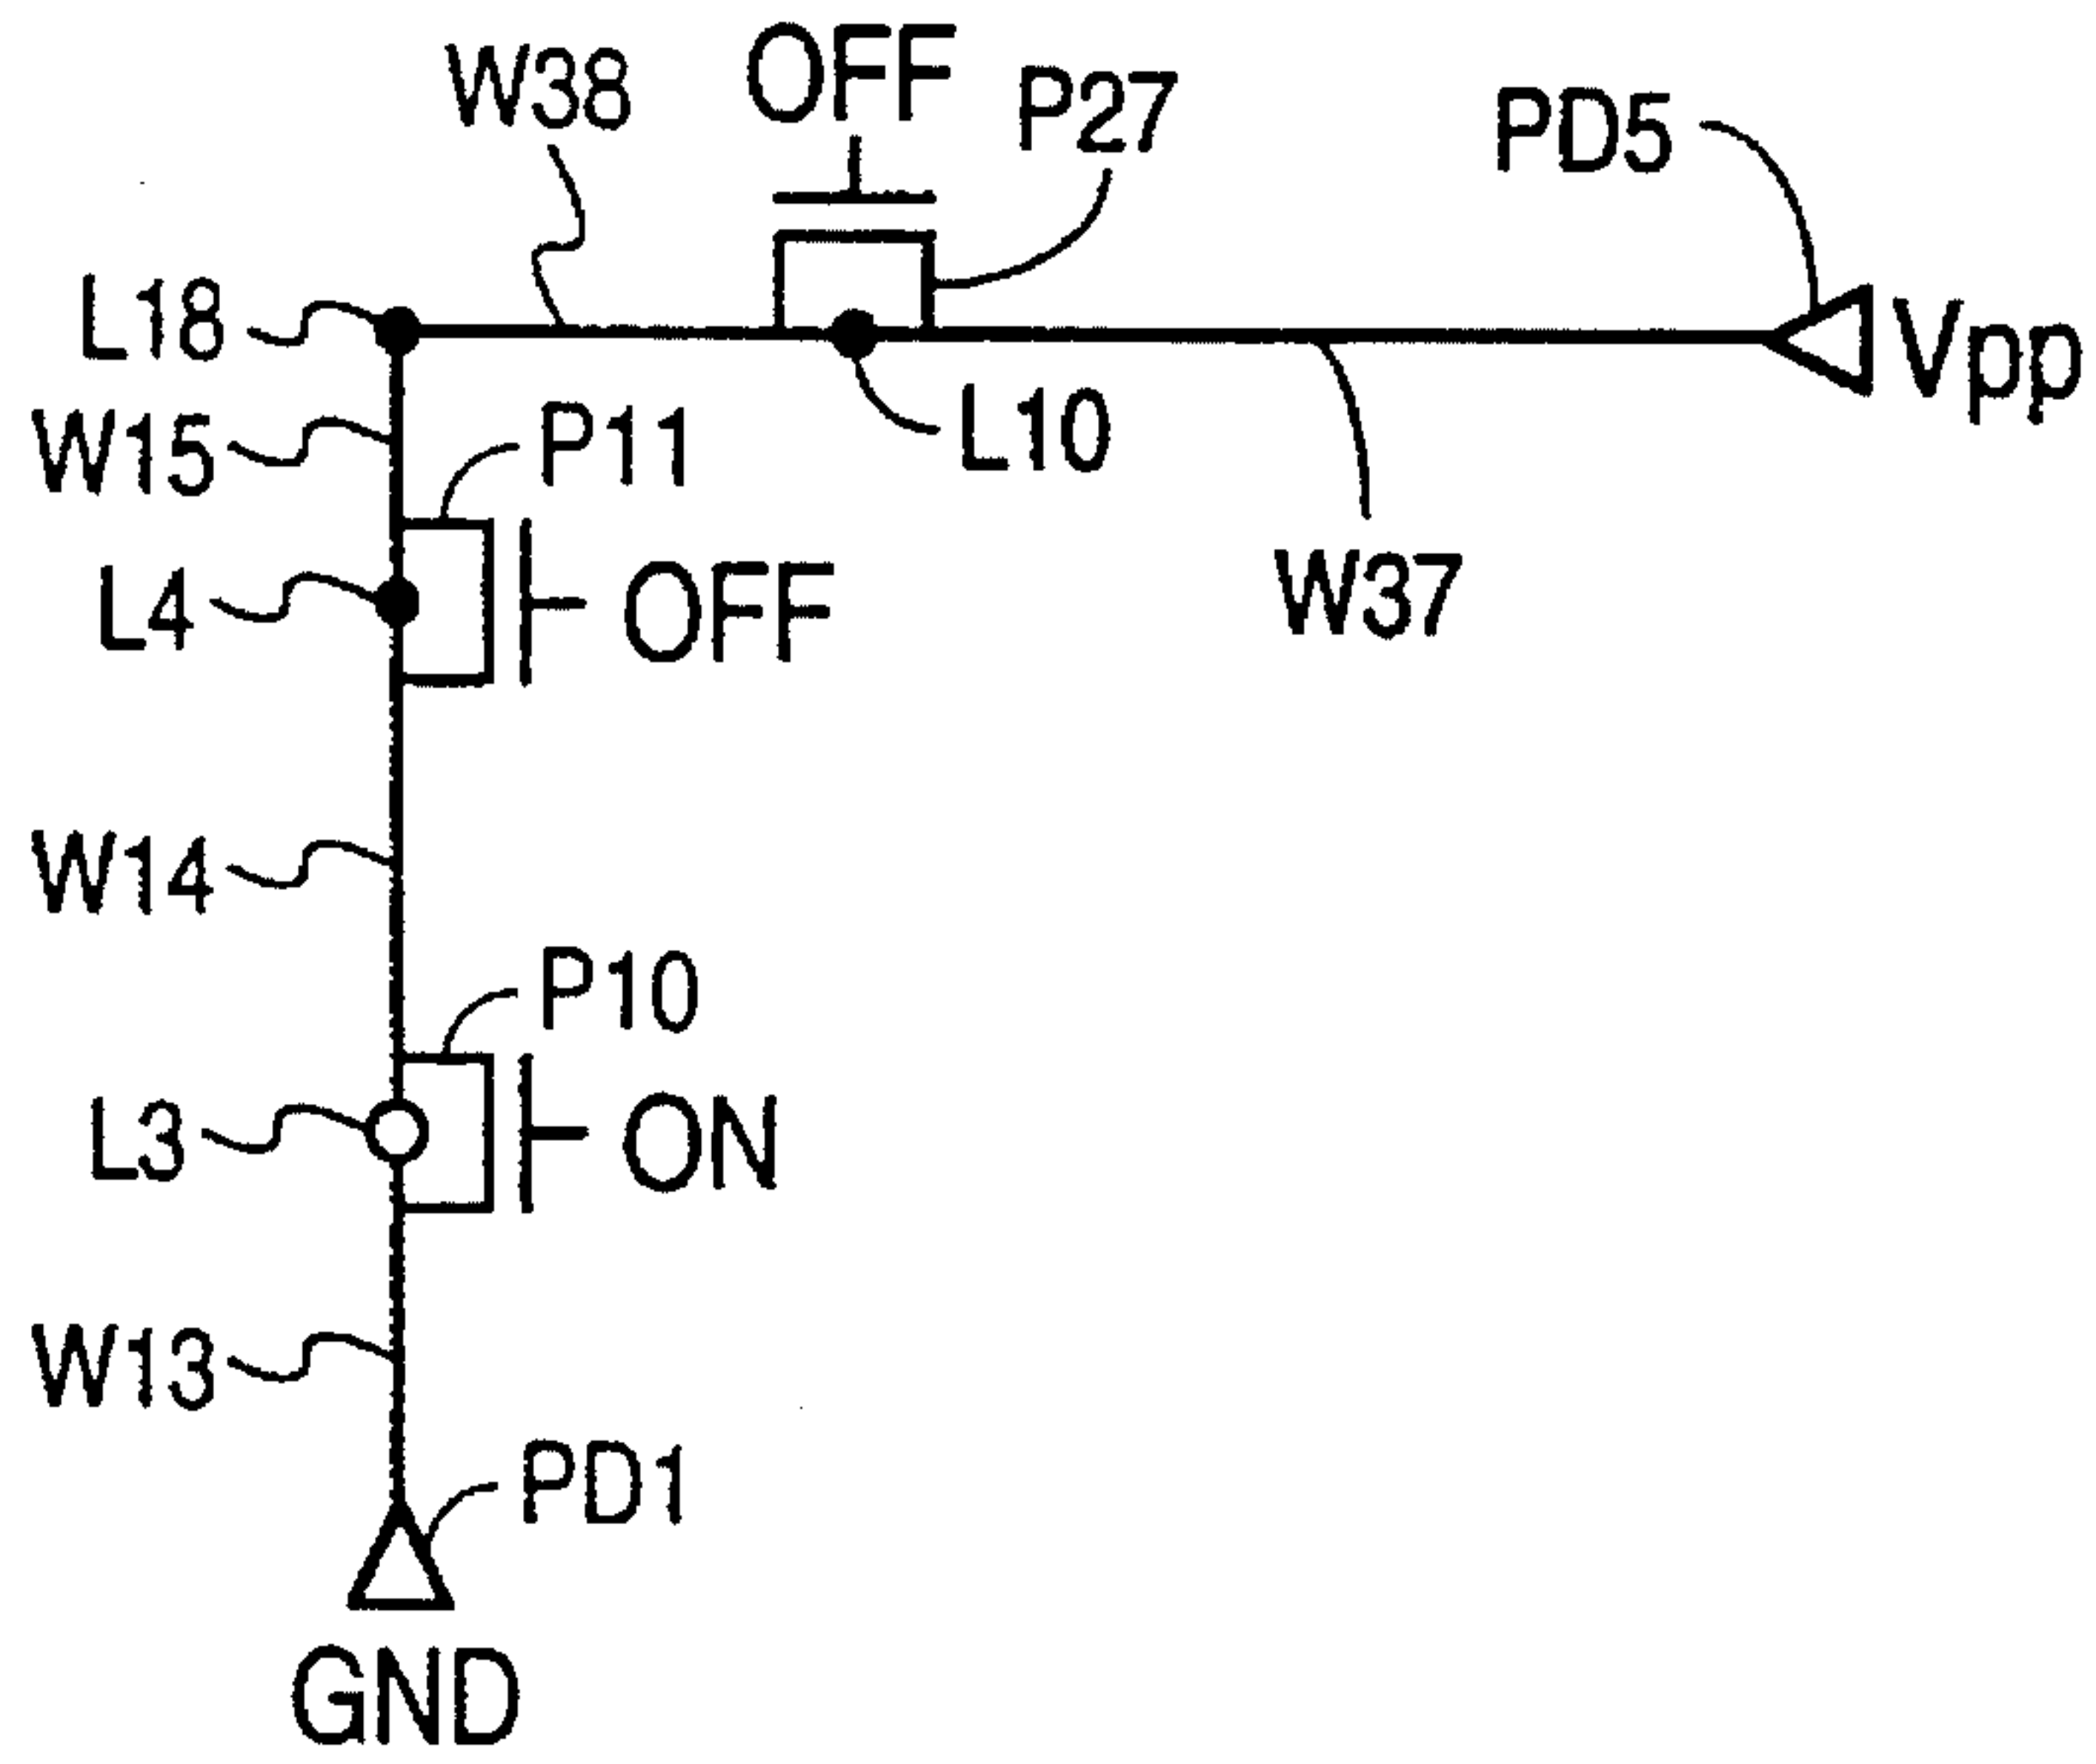 OFF
W38
P27
PD5
L18
Vpp
W15
P11
L10
L4
OFF
W37
W14
P10
L3
ON
W13
PD1
GND